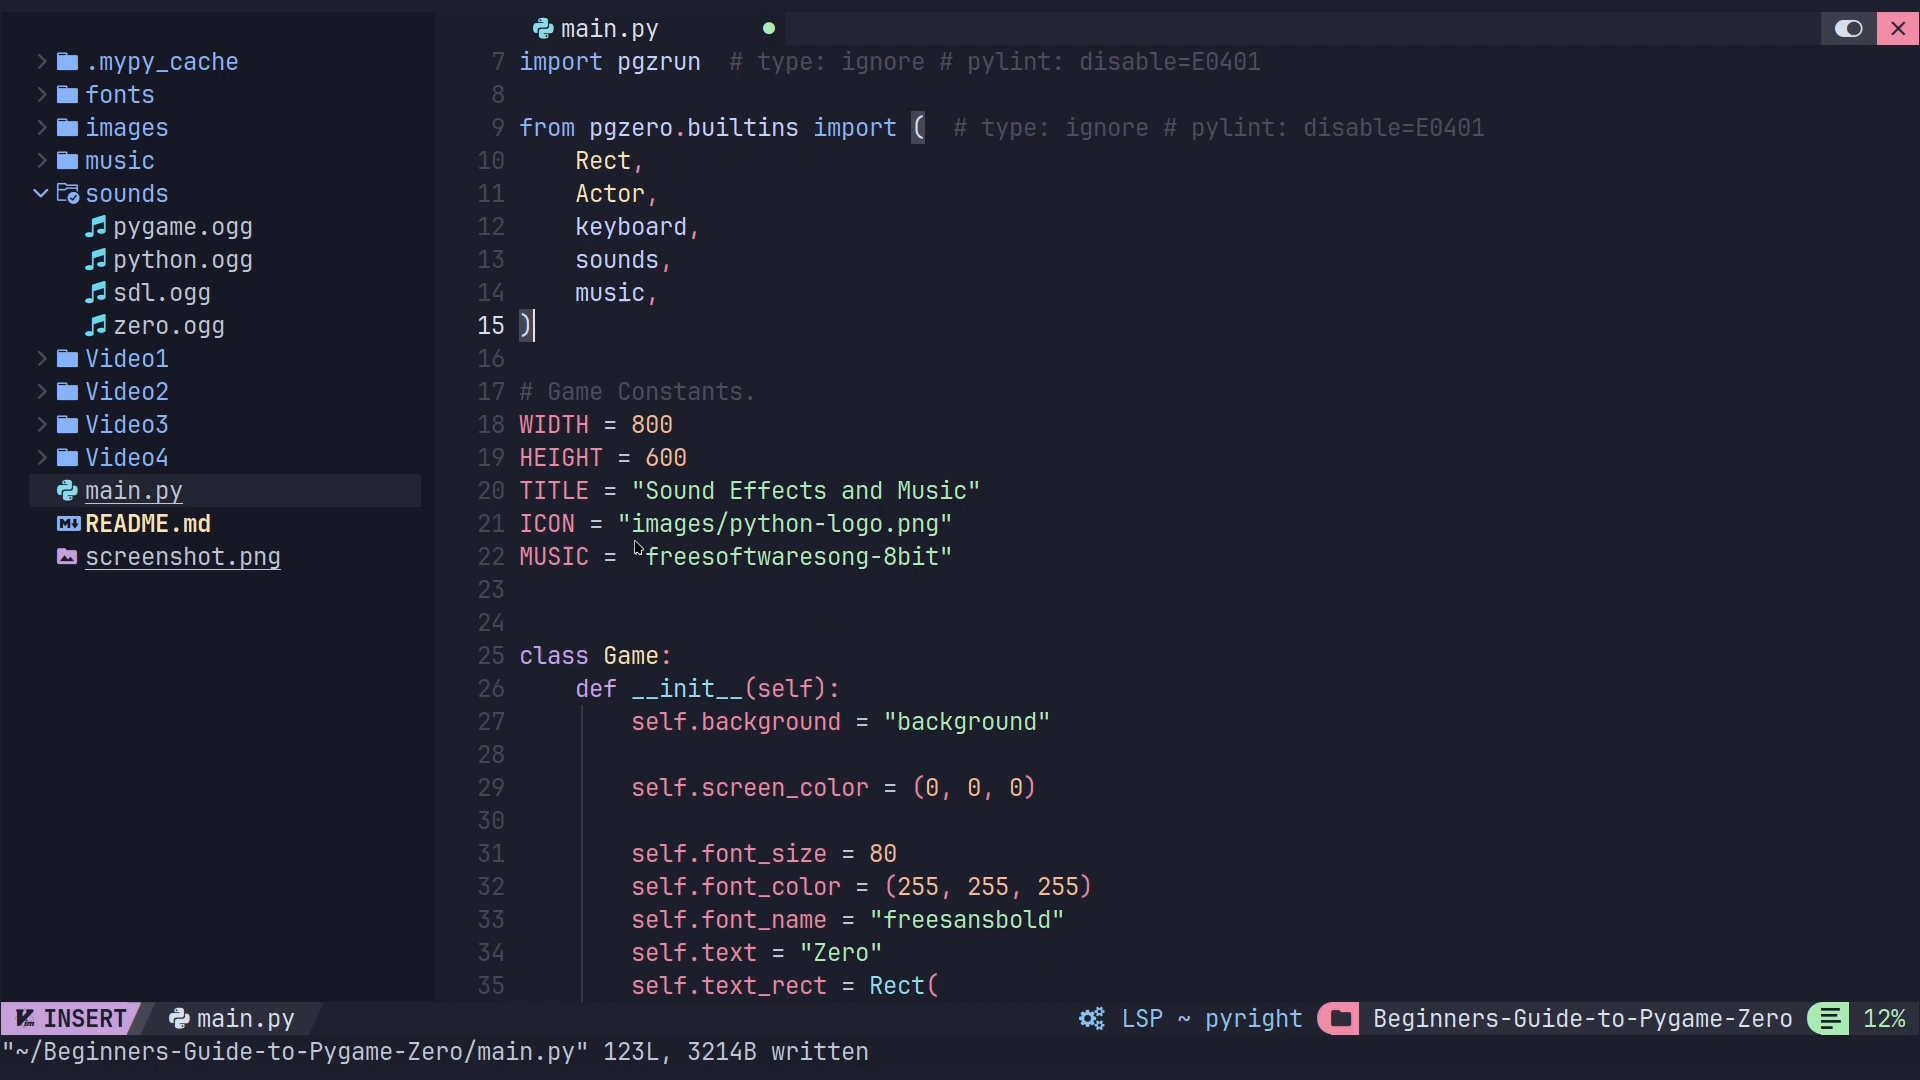 main.py
.mypy_cache
fonts
images
music
sounds
pygame.ogg
python.ogg
sdl.ogg
zero.ogg
Video1
Video2
Video3
Video4
main.py
README.md
screenshot.png
7 import pgzrun  # type: ignore # pylint: disable=E0401
8
9 from pgzero.builtins import (  # type: ignore # pylint: disable=E0401
10     Rect,
11     Actor,
12     keyboard,
13     sounds,
14     music,
15 )
16
17 # Game Constants.
18 WIDTH = 800
19 HEIGHT = 600
20 TITLE = "Sound Effects and Music"
21 ICON = "images/python-logo.png"
22 MUSIC = "freesoftwaresong-8bit"
23
24
25 class Game:
26     def __init__(self):
27         self.background = "background"
28
29         self.screen_color = (0, 0, 0)
30
31         self.font_size = 80
32         self.font_color = (255, 255, 255)
33         self.font_name = "freesansbold"
34         self.text = "Zero"
35         self.text_rect = Rect(
INSERT main.py LSP ~ pyright Beginners-Guide-to-Pygame-Zero 12%
"~/Beginners-Guide-to-Pygame-Zero/main.py" 123L, 3214B written